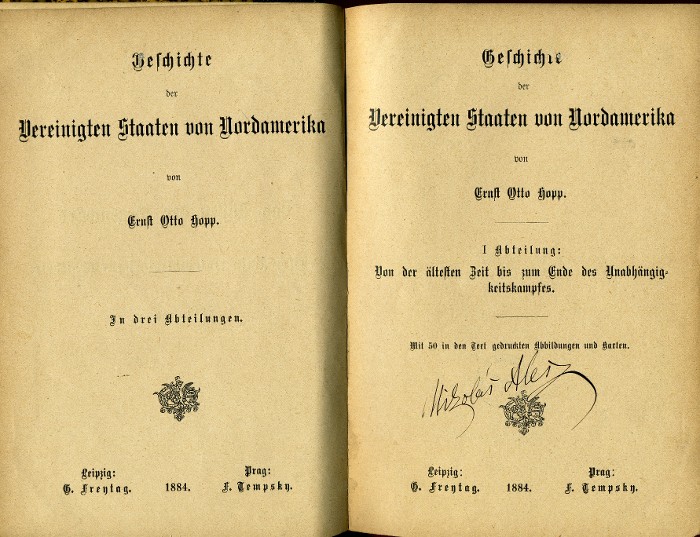 Geschichte
der
Vereinigten Staaten von Nordamerika
von
Ernst Otto Hopp.
In drei Abteilungen.
Leipzig: Prag:
G. Freytag. 1884. F. Tempsky.
Geschichte
der
Vereinigten Staaten von Nordamerika
von
Ernst Otto Hopp.
I Abteilung:
Von der ältesten Zeit bis zum Ende des Unabhängig-
keitskampfes.
Mit 50 in den Text gedruckten Abbildungen und Karten.
Mikoláš Aleš
Leipzig: Prag:
G. Freytag. 1884. F. Tempsky.